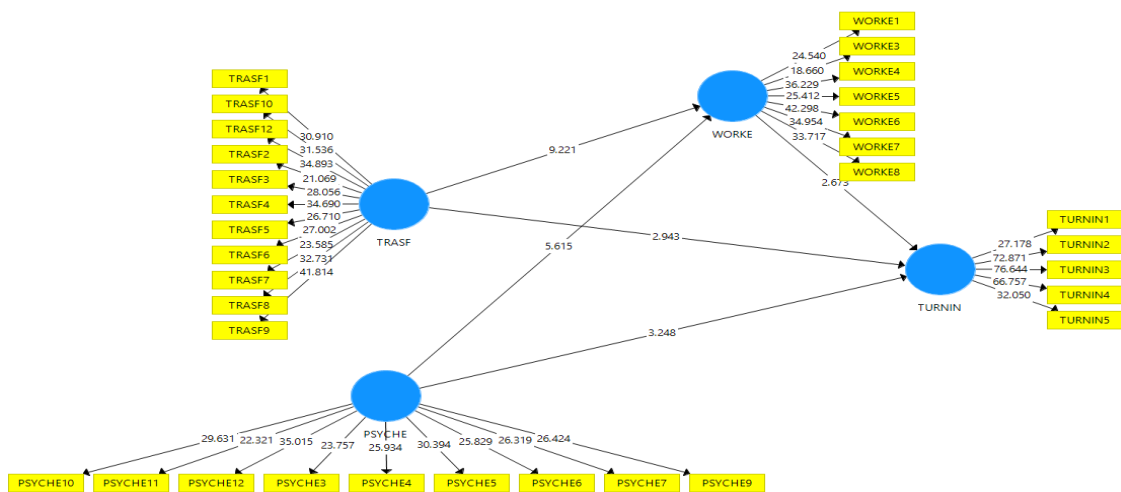 TRASF1
TRASF10
TRASF12
TRASF2
TRASF3
TRASF4
TRASF5
TRASF6
TRASF7
TRASF8
TRASF9
30.910
31.536
34.893
21.069
28.056
34.690
26.710
27.002
23.585
32.731
41.814
TRASF
9.221
2.943
5.615
3.248
2.673
WORKE
24.540
18.660
36.229
25.412
42.298
34.954
33.717
WORKE1
WORKE3
WORKE4
WORKE5
WORKE6
WORKE7
WORKE8
TURNIN
27.178
72.871
76.644
66.757
32.050
TURNIN1
TURNIN2
TURNIN3
TURNIN4
TURNIN5
PSYCHE
29.631
22.321
35.015
23.757
25.934
30.394
25.829
26.319
26.424
PSYCHE10
PSYCHE11
PSYCHE12
PSYCHE3
PSYCHE4
PSYCHE5
PSYCHE6
PSYCHE7
PSYCHE9